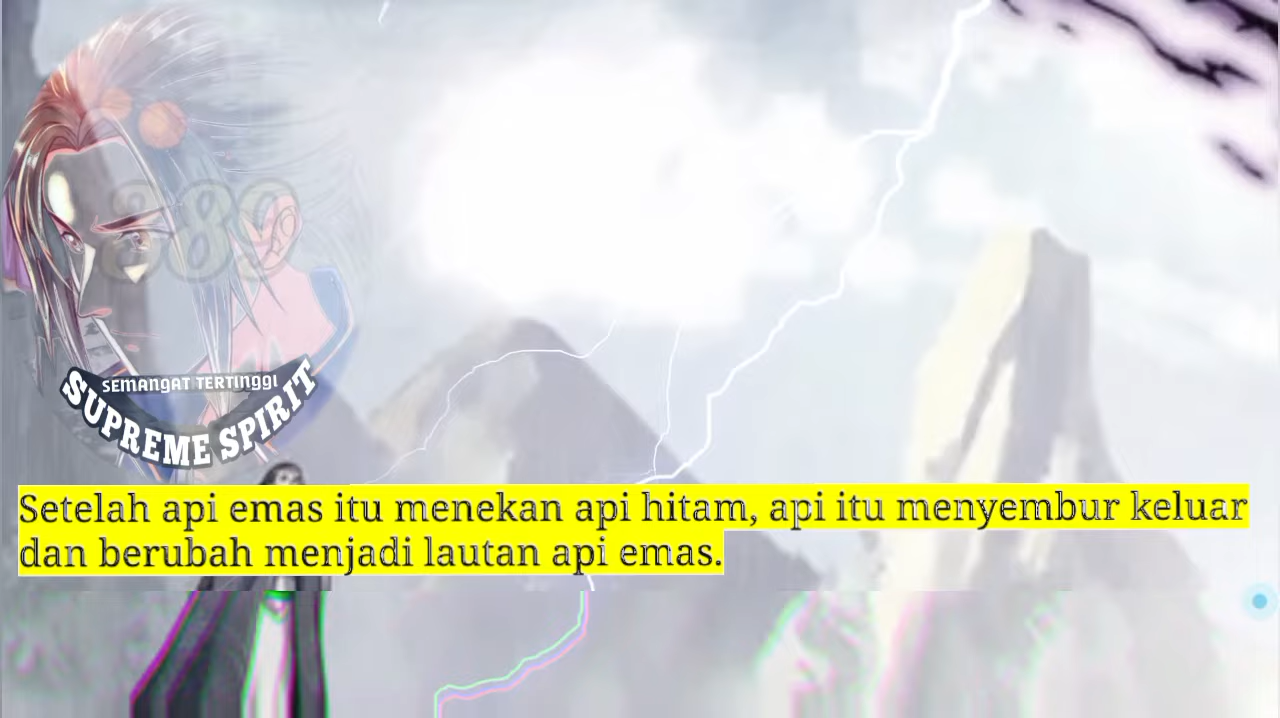 389
SEMANGAT TERTINGGI
SUPREME SPIRIT
Setelah api emas itu menekan api hitam, api itu menyembur keluar
dan berubah menjadi lautan api emas.